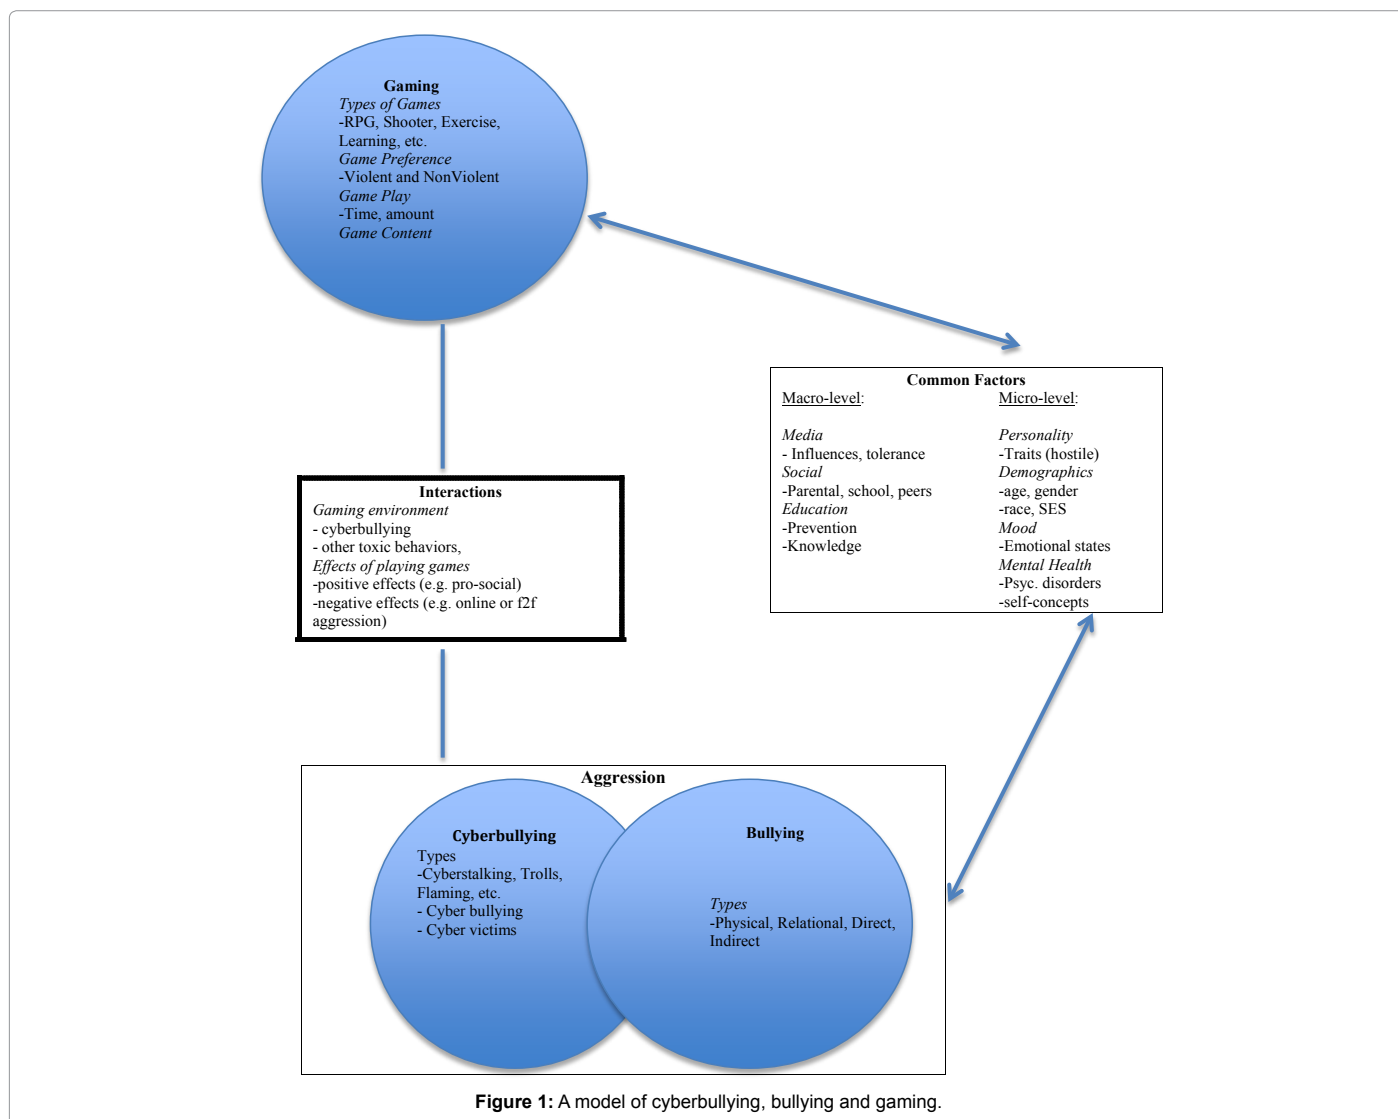 Gaming
Types of Games
-RPG, Shooter, Exercise,
Learning, etc.
Game Preference
-Violent and NonViolent
Game Play
-Time, amount
Game Content
Common Factors
Macro-level:
Media
- Influences, tolerance
Social
-Parental, school, peers
Education
-Prevention
-Knowledge
Micro-level:
Personality
-Traits (hostile)
Demographics
-age, gender
-race, SES
Mood
-Emotional states
Mental Health
-Psyc. disorders
-self-concepts
Interactions
Gaming environment
- cyberbullying
- other toxic behaviors,
Effects of playing games
-positive effects (e.g. pro-social)
-negative effects (e.g. online or f2f
aggression)
Aggression
Cyberbullying
Types
-Cyberstalking, Trolls,
Flaming, etc.
- Cyber bullying
- Cyber victims
Bullying
Types
-Physical, Relational, Direct,
Indirect
Figure 1: A model of cyberbullying, bullying and gaming.